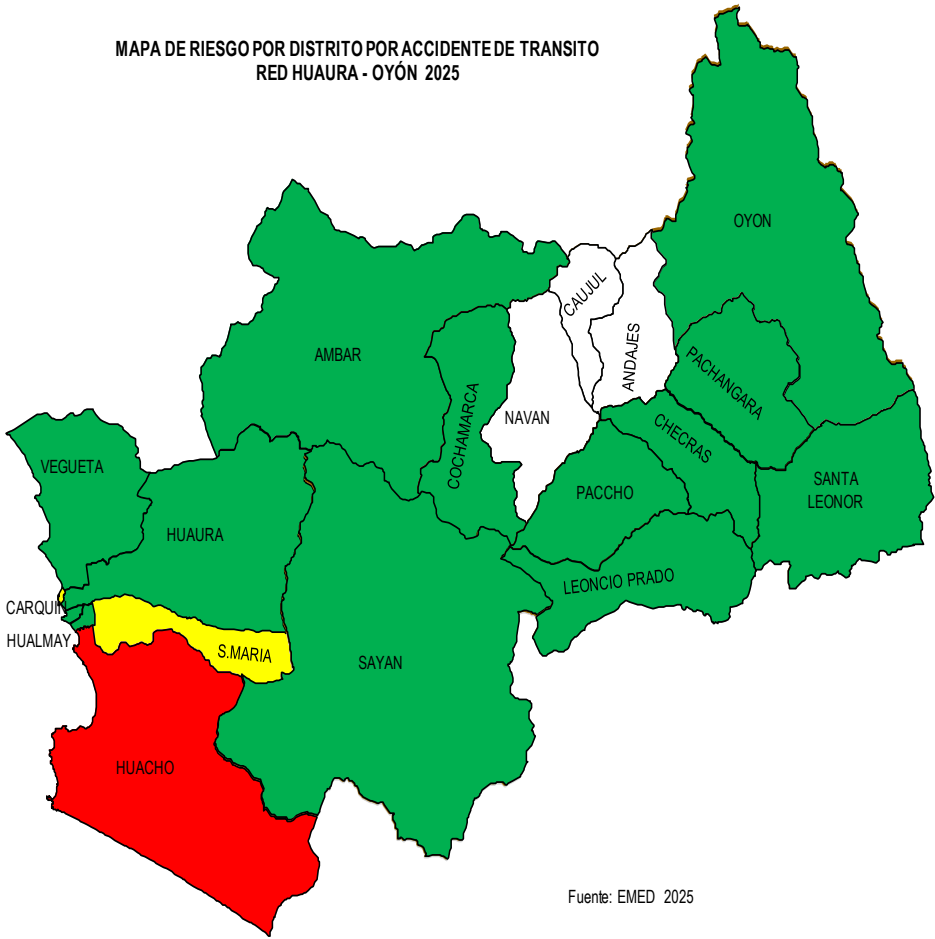 MAPA DE RIESGO POR DISTRITO POR ACCIDENTE DE TRANSITO
RED HUAURA - OYÓN 2025
OYON
CAUJUL
ANDAJES
AMBAR
PACHANGARA
COCHAMARCA
NAVAN
CHECRAS
VEGUETA
SANTA
LEONOR
PACCHO
HUAURA
LEONCIO PRADO
CARQUIN
HUALMAY
S.MARIA
SAYAN
HUACHO
Fuente: EMED 2025